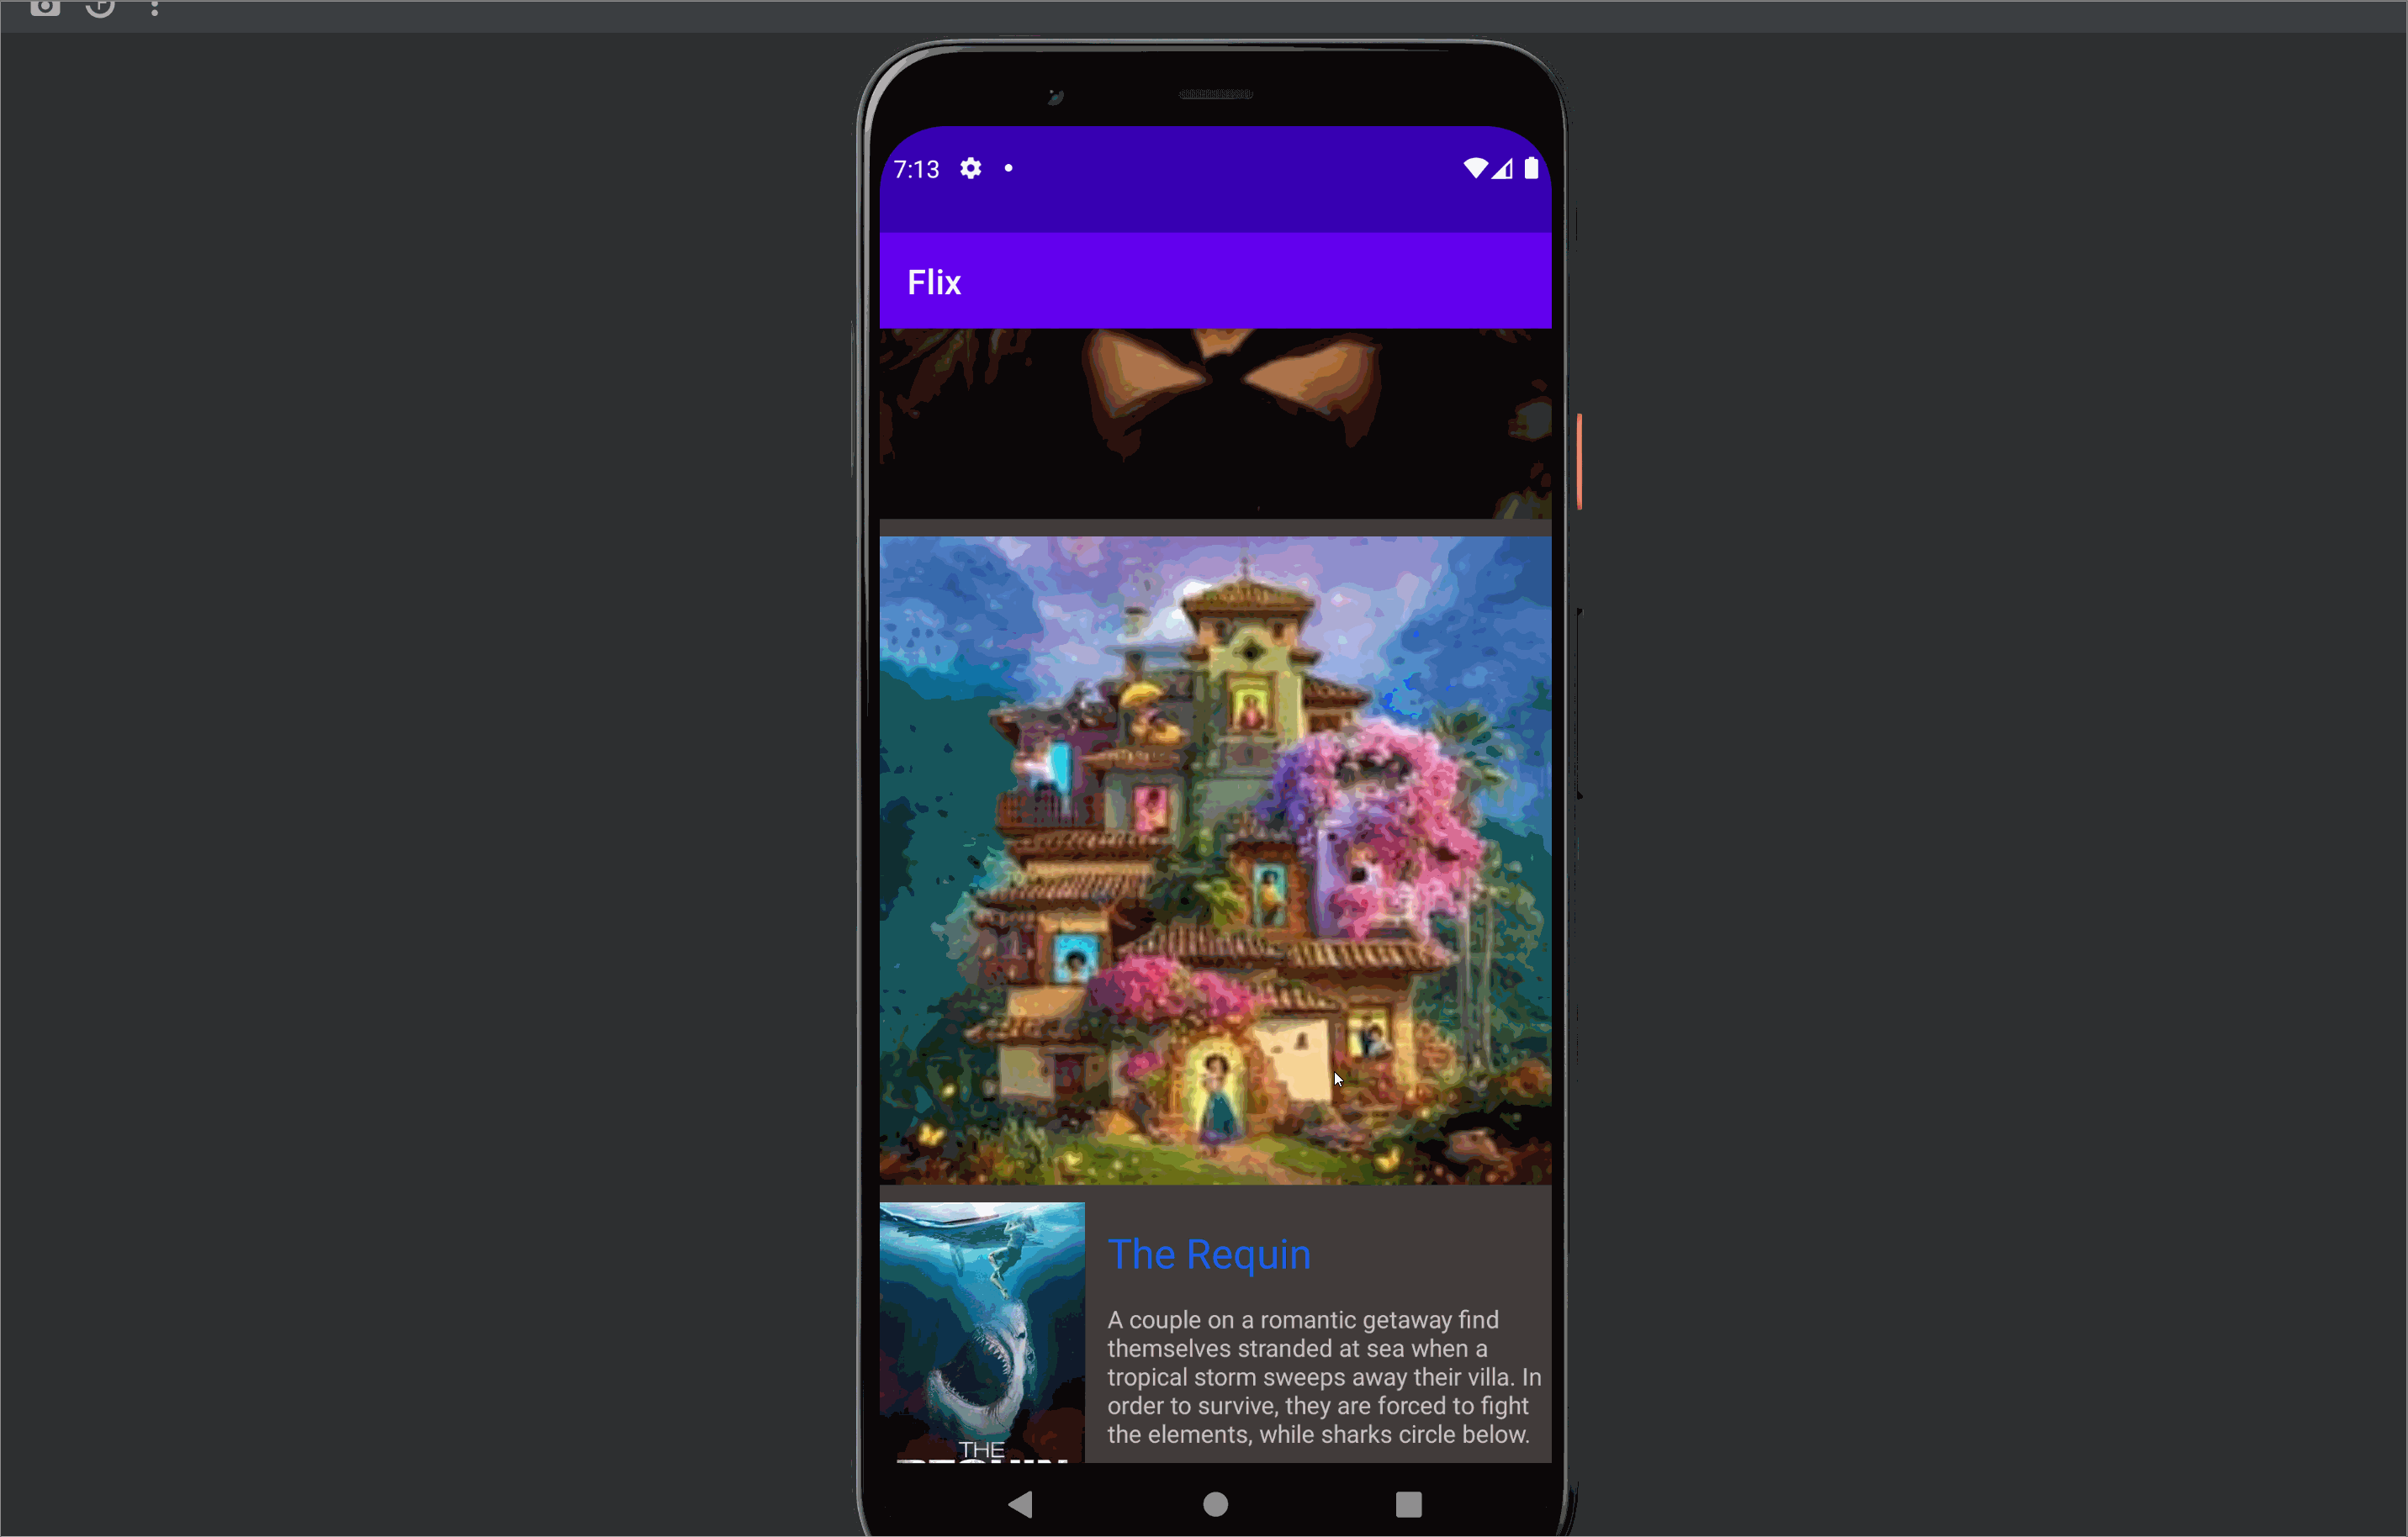 7:13
Flix
The Requin
A couple on a romantic getaway find
themselves stranded at sea when a
tropical storm sweeps away their villa. In
order to survive, they are forced to fight
the elements, while sharks circle below.
THE